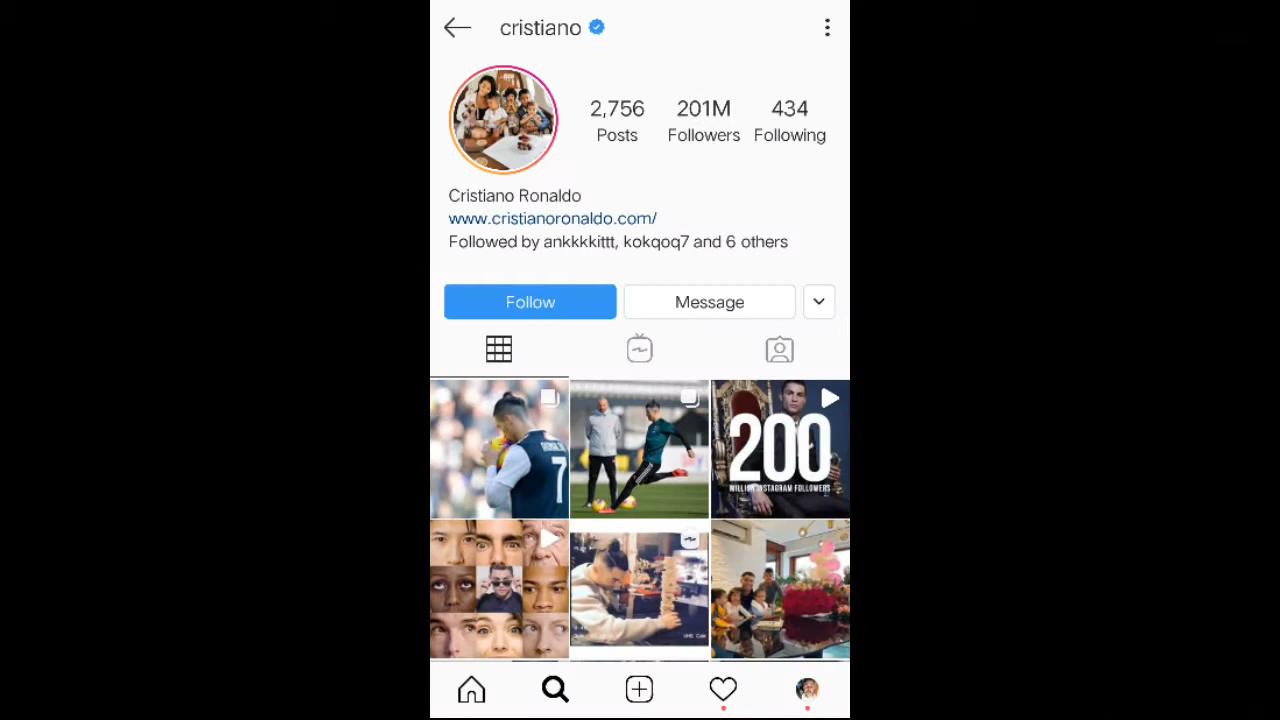 cristiano
2,756 201M 434
Posts Followers Following
Cristiano Ronaldo
www.cristianoronaldo.com/
Followed by ankkkkittt, kokqoq7 and 6 others
Follow Message
7
200
MILLION INSTAGRAM FOLLOWERS